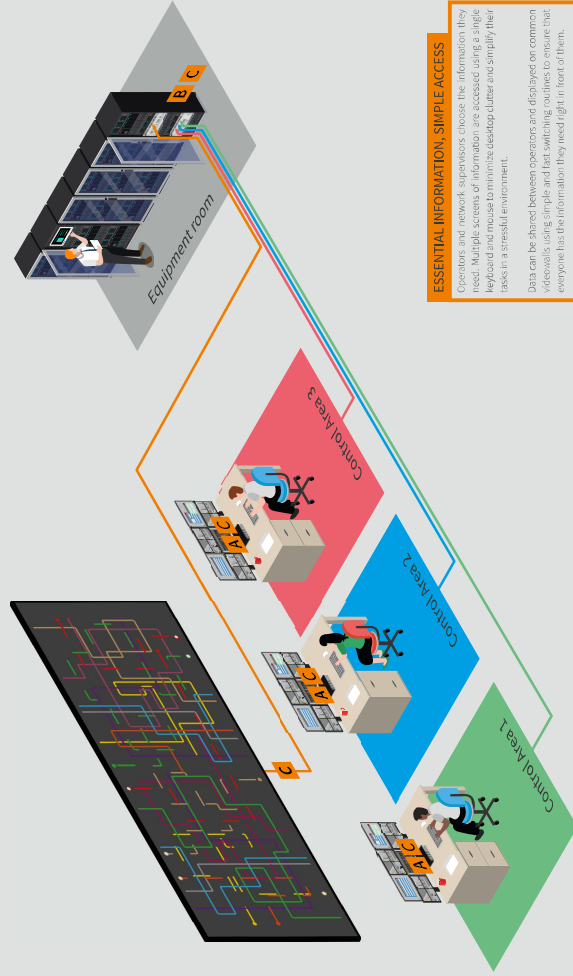 ESSENTIAL INFORMATION, SIMPLE ACCESS
Operators and network supervisors choose the information they
need. Multiple screens of information are accessed using a single
keyboard and mouse to minimize desktop clutter and simplify their
tasks in a stressful environment.
Data can be shared between operators and displayed on common
videowalls using simple and fast switching routines to ensure that
everyone has the information they need right in front of them.
B C
Equipment room
Control Area 3
A C
Control Area 2
A C
Control Area 1
A C
C